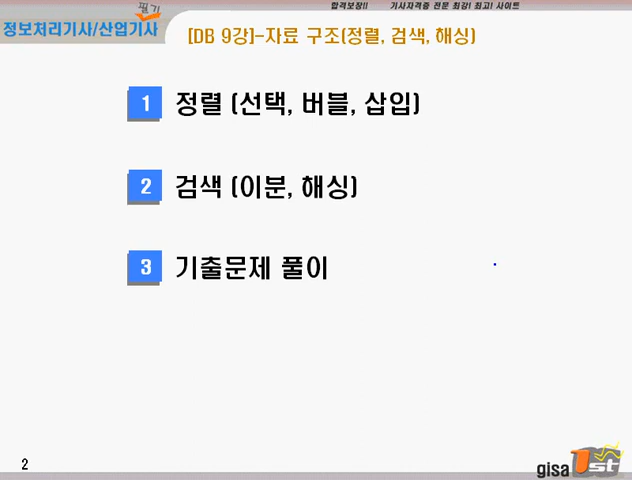 필기
합격보장!! 기사자격증 전문 최강! 최고! 사이트
정보처리기사/산업기사
[DB 9강]-자료 구조(정렬, 검색, 해싱)
1 정렬 (선택, 버블, 삽입)
2 검색 (이분, 해싱)
3 기출문제 풀이
2
gisa 1st